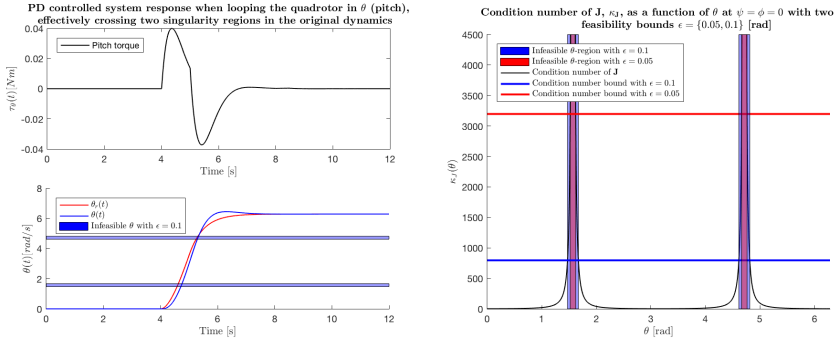 PD controlled system response when looping the quadrotor in θ (pitch),
effectively crossing two singularity regions in the original dynamics
0.04
0.02
0
-0.02
-0.04
τθ(t)[Nm]
Pitch torque
0 2 4 6 8 10 12
Time [s]
8
6
4
2
0
θ(t)[rad/s]
θr(t)
θ(t)
Infeasible θ with ϵ = 0.1
0 2 4 6 8 10 12
Time [s]
Condition number of J, κJ, as a function of θ at ψ = ϕ = 0 with two
feasibility bounds ϵ = {0.05, 0.1} [rad]
4500
4000
3500
3000
2500
2000
1500
1000
500
0
κJ(θ)
Infeasible θ-region with ϵ = 0.1
Infeasible θ-region with ϵ = 0.05
Condition number of J
Condition number bound with ϵ = 0.1
Condition number bound with ϵ = 0.05
0 1 2 3 4 5 6
θ [rad]